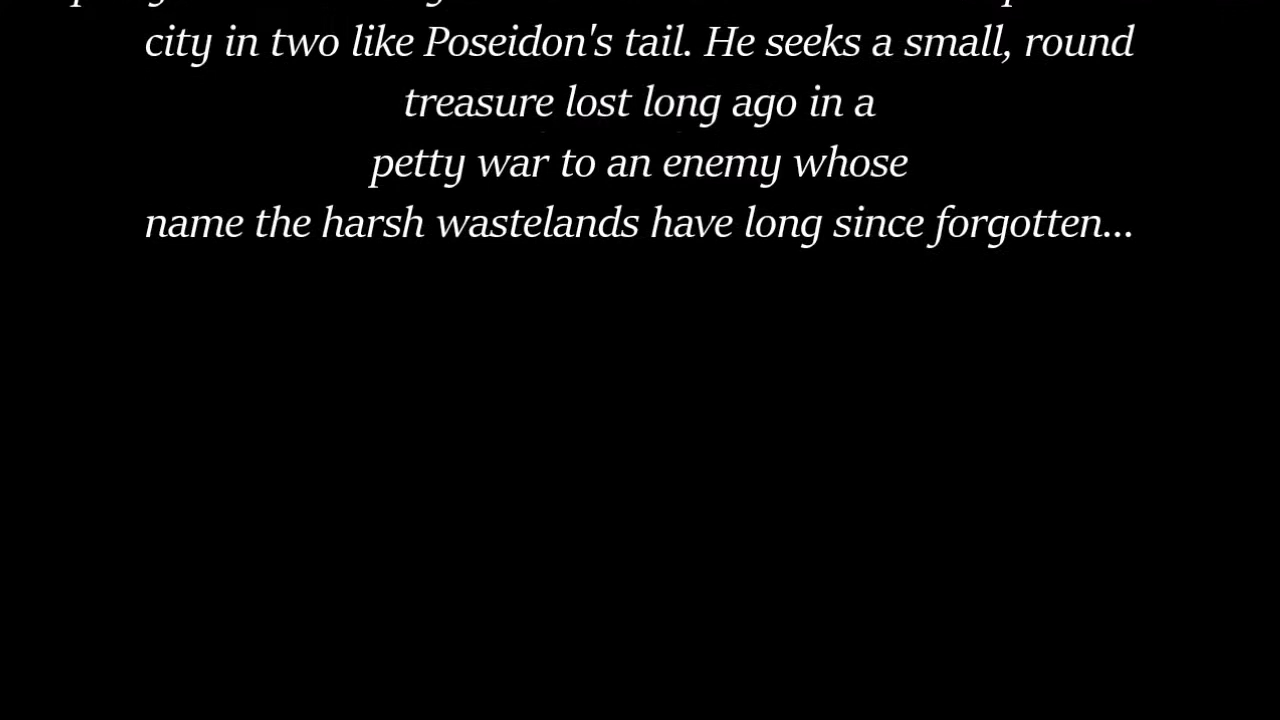 city in two like Poseidon's tail. He seeks a small, round
treasure lost long ago in a
petty war to an enemy whose
name the harsh wastelands have long since forgotten...